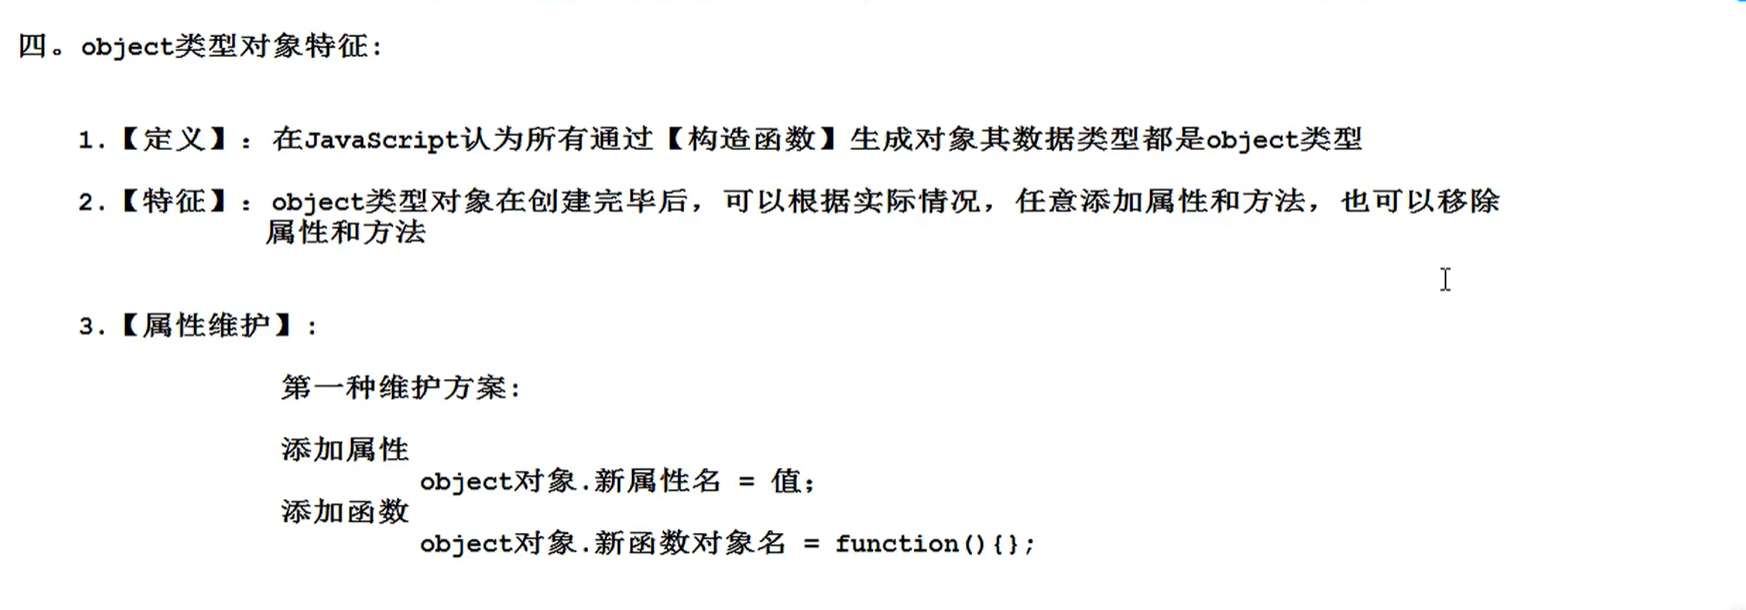 四。object类型对象特征:
1.【定义】: 在JavaScript认为所有通过【构造函数】生成对象其数据类型都是object类型
2.【特征】: object类型对象在创建完毕后，可以根据实际情况，任意添加属性和方法，也可以移除
属性和方法
3.【属性维护】:
第一种维护方案:
添加属性
object对象.新属性名 = 值;
添加函数
object对象.新函数对象名 = function(){};